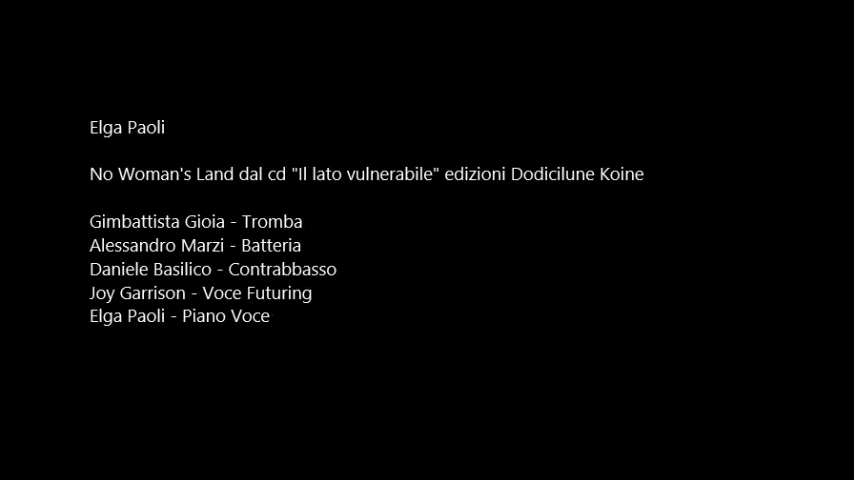 Elga Paoli
No Woman's Land dal cd "Il lato vulnerabile" edizioni Dodicilune Koine
Gimbattista Gioia - Tromba
Alessandro Marzi - Batteria
Daniele Basilico - Contrabbasso
Joy Garrison - Voce Futuring
Elga Paoli - Piano Voce